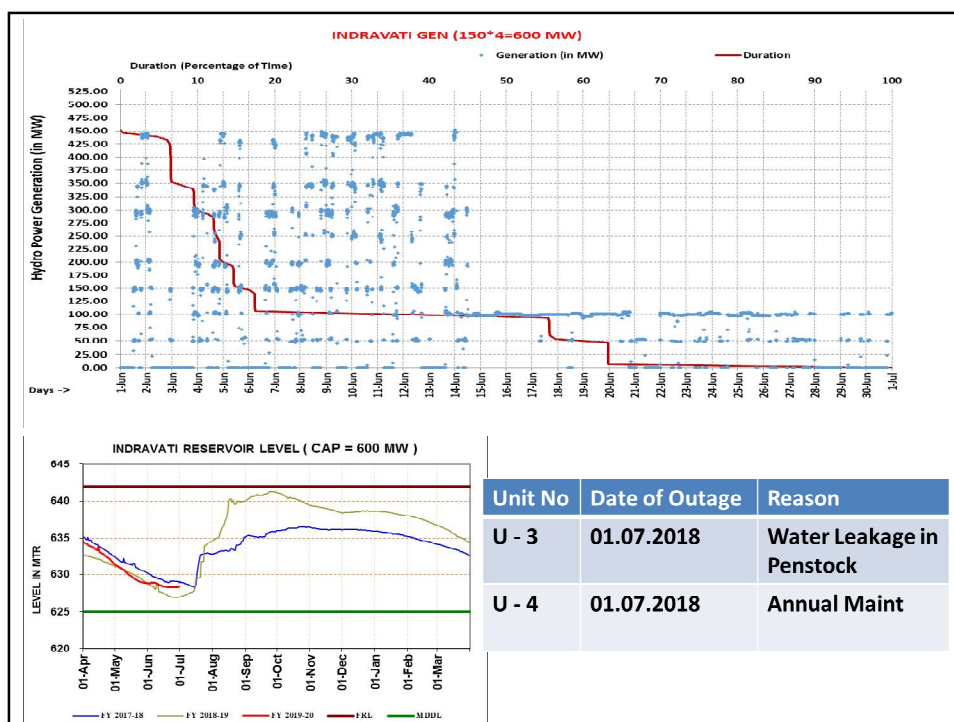 INDRAVATI GEN (150*4=600 MW)
Generation (in MW) Duration
Duration (Percentage of Time)
0 10 20 30 40 50 60 70 80 90 100
Hydro Power Generation (in MW)
525.00
500.00
475.00
450.00
425.00
400.00
375.00
350.00
325.00
300.00
275.00
250.00
225.00
200.00
175.00
150.00
125.00
100.00
75.00
50.00
25.00
0.00
Days ->
1-Jun 2-Jun 3-Jun 4-Jun 5-Jun 6-Jun 7-Jun 8-Jun 9-Jun 10-Jun 11-Jun 12-Jun 13-Jun 14-Jun 15-Jun 16-Jun 17-Jun 18-Jun 19-Jun 20-Jun 21-Jun 22-Jun 23-Jun 24-Jun 25-Jun 26-Jun 27-Jun 28-Jun 29-Jun 30-Jun 1-Jul
INDRAVATI RESERVOIR LEVEL ( CAP = 600 MW )
LEVEL IN MTR
645
640
635
630
625
620
01-Apr 01-May 01-Jun 01-Jul 01-Aug 01-Sep 01-Oct 01-Nov 01-Dec 01-Jan 01-Feb 01-Mar
FY 2017-18 FY 2018-19 FY 2019-20 FRL MDDL
Unit No Date of Outage Reason
U - 3 01.07.2018 Water Leakage in
Penstock
U - 4 01.07.2018 Annual Maint